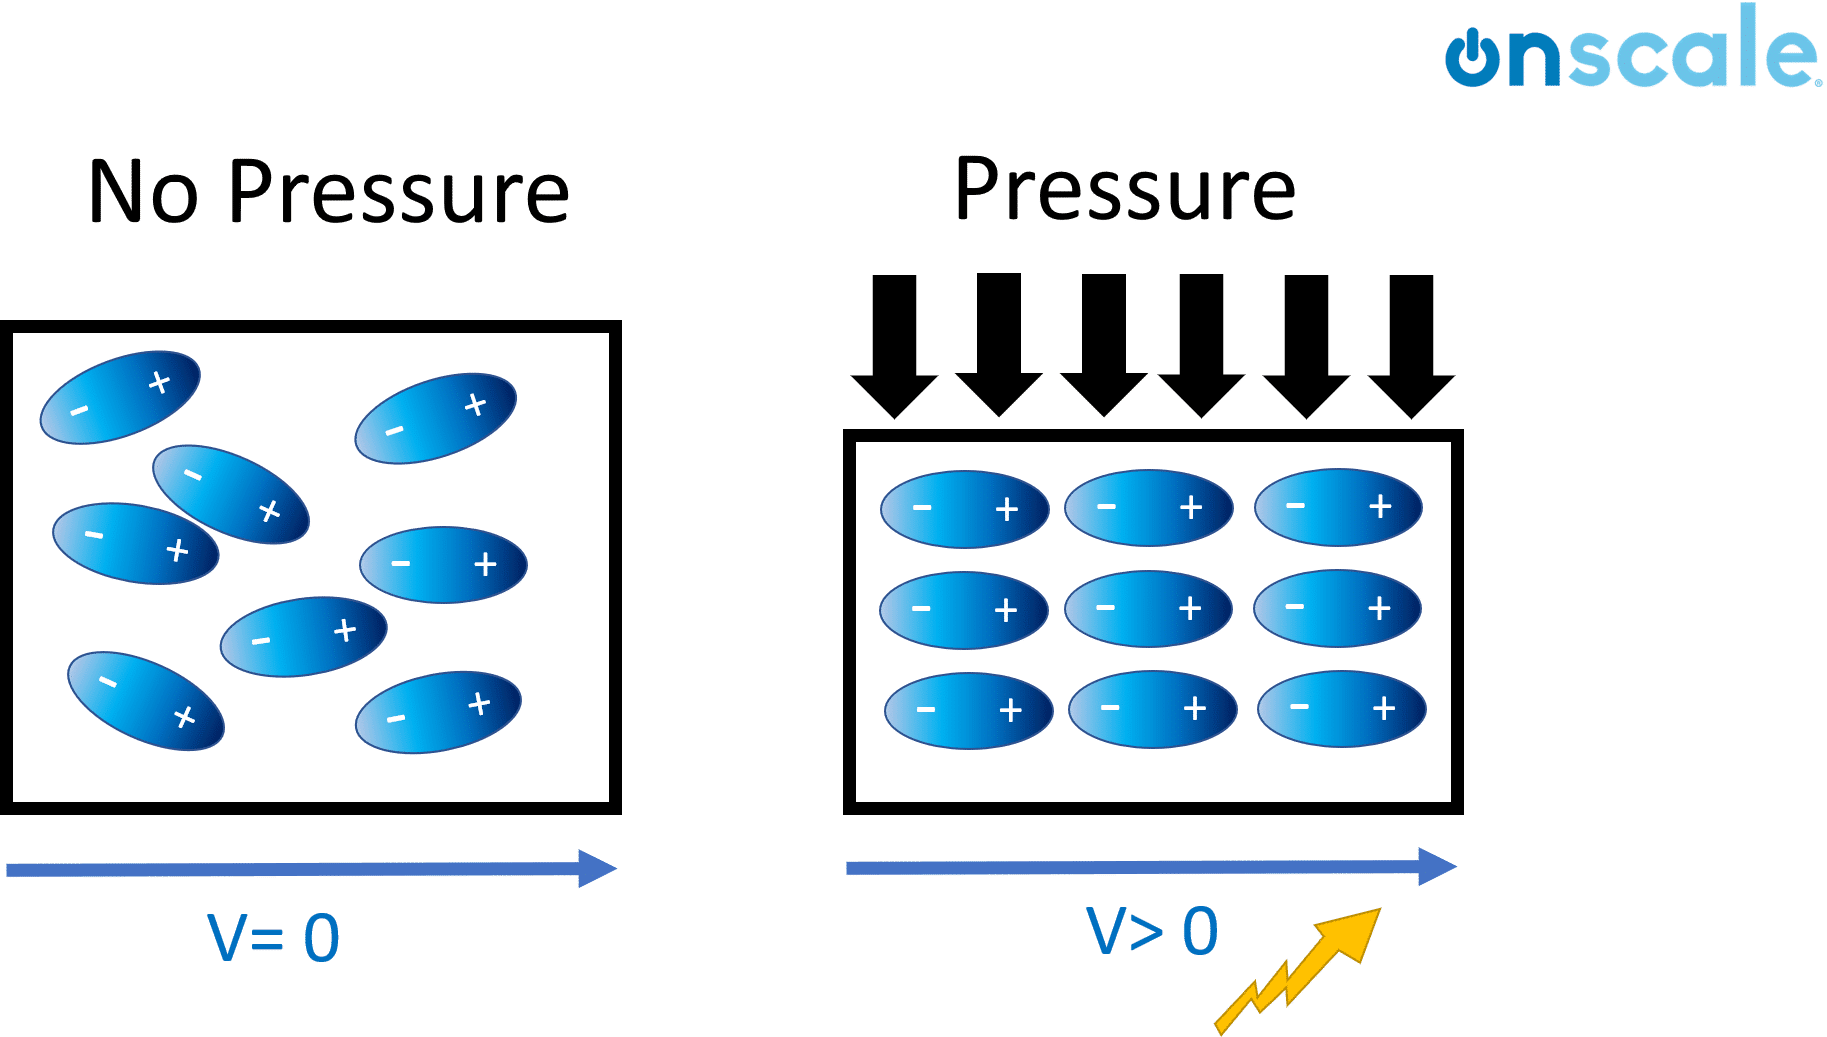 onscale®
No Pressure
Pressure
- +
- +
- +
- +
- +
- +
- +
- +
- + - + - +
- + - + - +
- + - + - +
V= 0
V> 0